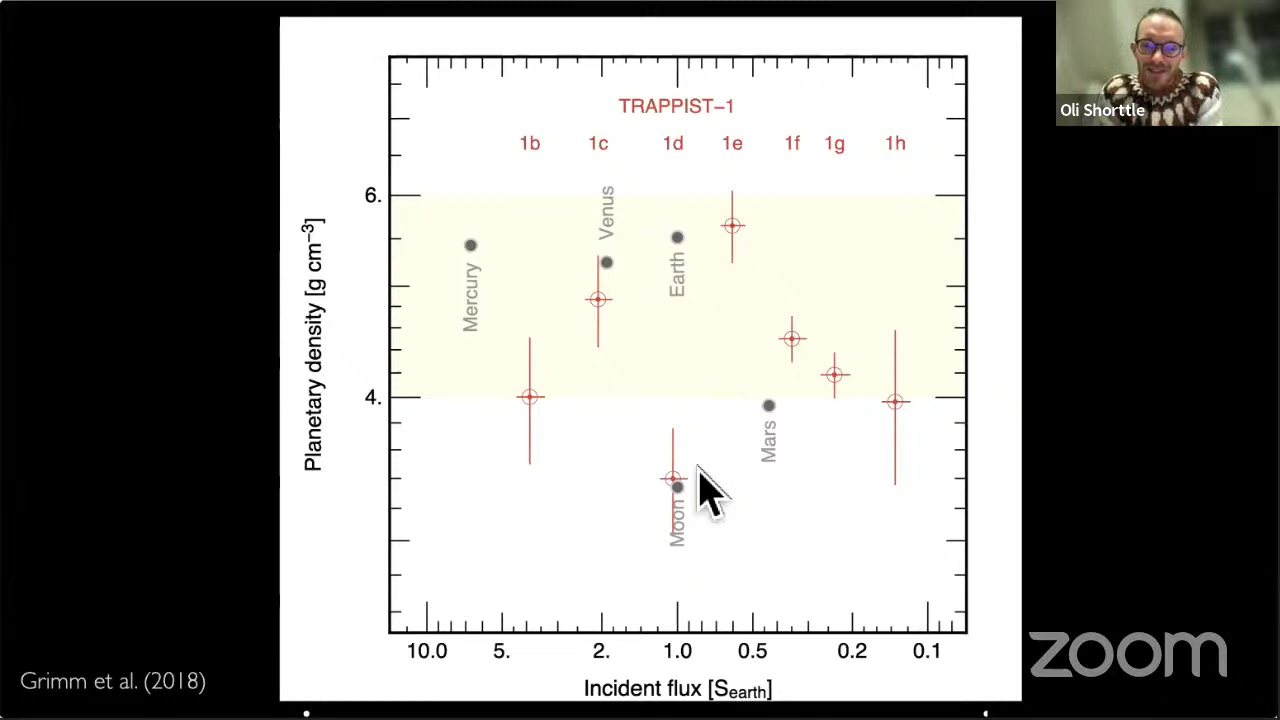 Oli Shorttle
TRAPPIST–1
1b 1c 1d 1e 1f 1g 1h
6.
4.
Mercury
Venus
Earth
Mars
Moon
Planetary density [g cm−3]
10.0 5. 2. 1.0 0.5 0.2 0.1
Incident flux [Searth]
Grimm et al. (2018)
zoom